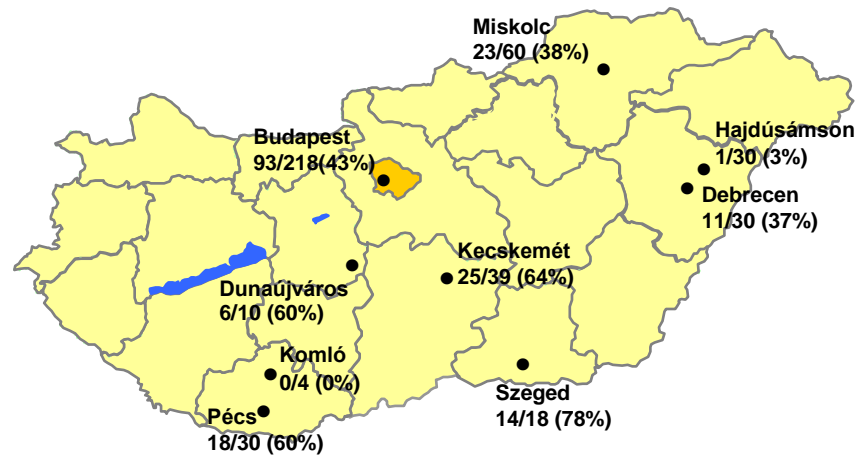 Miskolc
23/60 (38%)
Budapest
93/218(43%)
Hajdúsámson
1/30 (3%)
Debrecen
11/30 (37%)
Kecskemét
25/39 (64%)
Dunaújváros
6/10 (60%)
Komló
0/4 (0%)
Szeged
14/18 (78%)
Pécs
18/30 (60%)